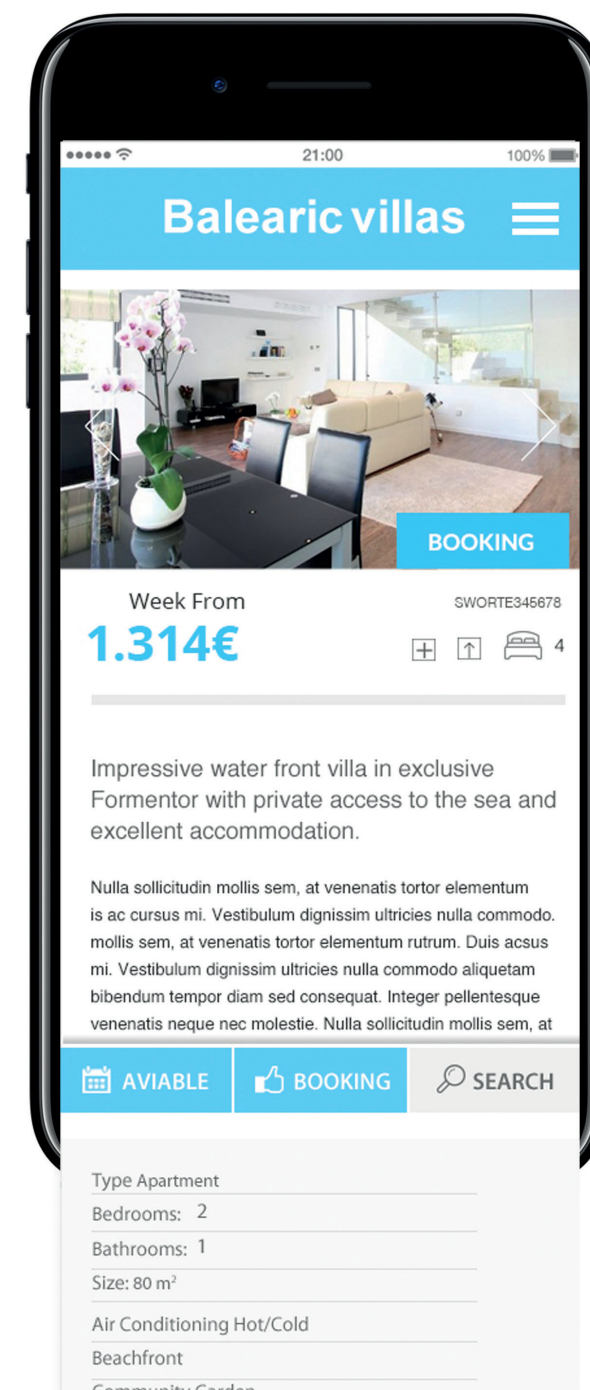 21:00
100%
Balearic villas
BOOKING
Week From
SWORTE345678
1.314€
4
Impressive water front villa in exclusive
Formentor with private access to the sea and
excellent accommodation.
Nulla sollicitudin mollis sem, at venenatis tortor elementum
is ac cursus mi. Vestibulum dignissim ultricies nulla commodo.
mollis sem, at venenatis tortor elementum rutrum. Duis acsus
mi. Vestibulum dignissim ultricies nulla commodo aliquetam
bibendum tempor diam sed consequat. Integer pellentesque
venenatis neque nec molestie. Nulla sollicitudin mollis sem, at
AVIABLE
BOOKING
SEARCH
Type Apartment
Bedrooms: 2
Bathrooms: 1
Size: 80 m²
Air Conditioning Hot/Cold
Beachfront
Community Garden